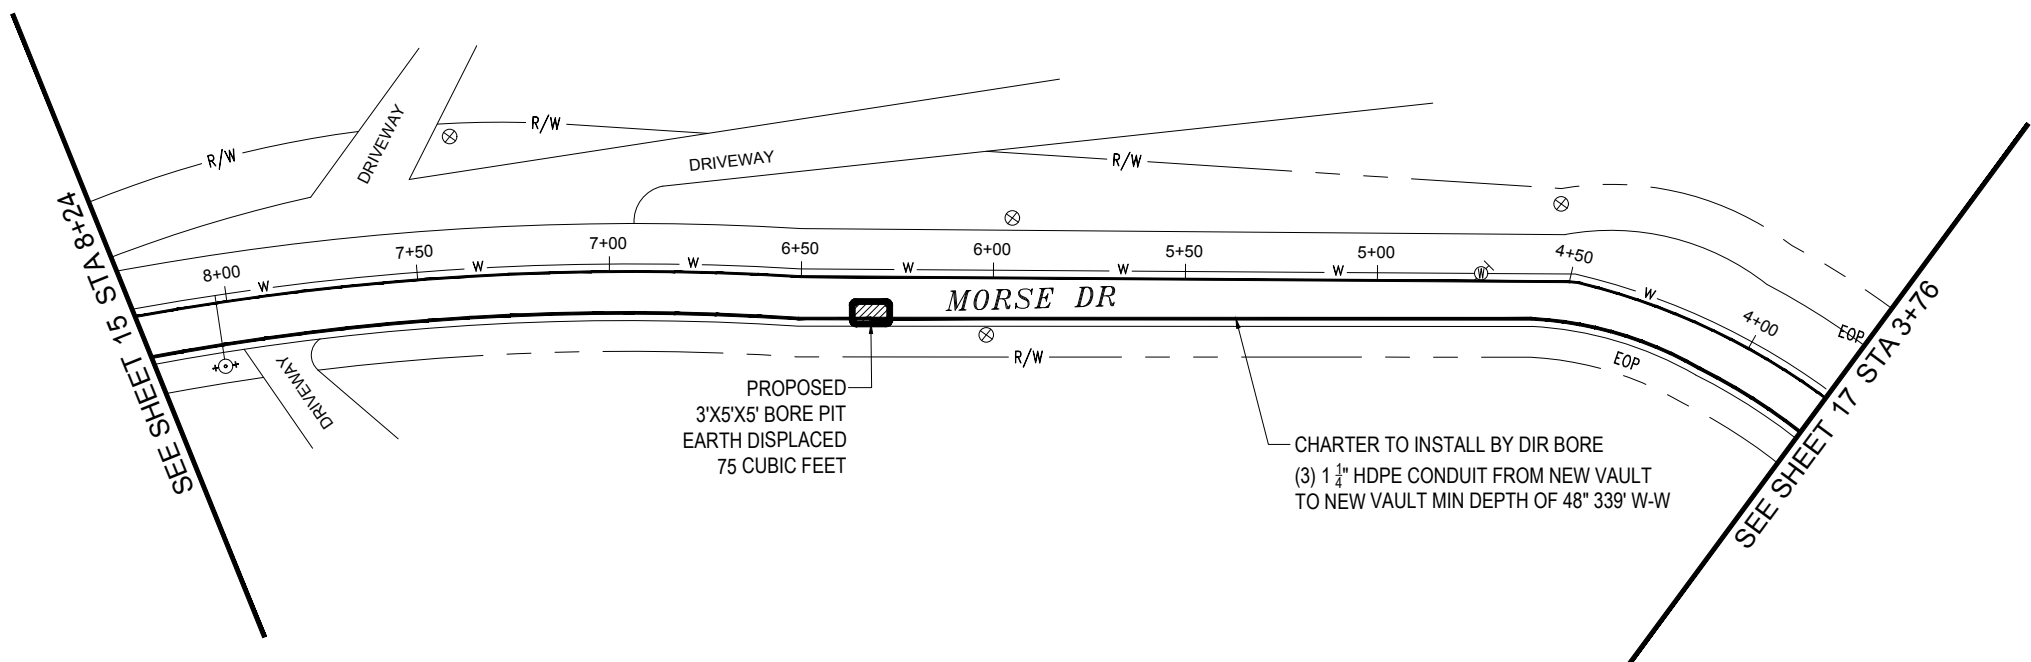 R/W
DRIVEWAY
R/W
DRIVEWAY
R/W
SEE SHEET 15 STA 8+24
8+00
7+50
7+00
6+50
6+00
5+50
5+00
4+50
4+00
W
W
W
W
W
W
W
W
MORSE DR
EOP
EOP
R/W
DRIVEWAY
SEE SHEET 17 STA 3+76
PROPOSED
3'X5'X5' BORE PIT
EARTH DISPLACED
75 CUBIC FEET
CHARTER TO INSTALL BY DIR BORE
(3) 1 1/4" HDPE CONDUIT FROM NEW VAULT
TO NEW VAULT MIN DEPTH OF 48" 339' W-W